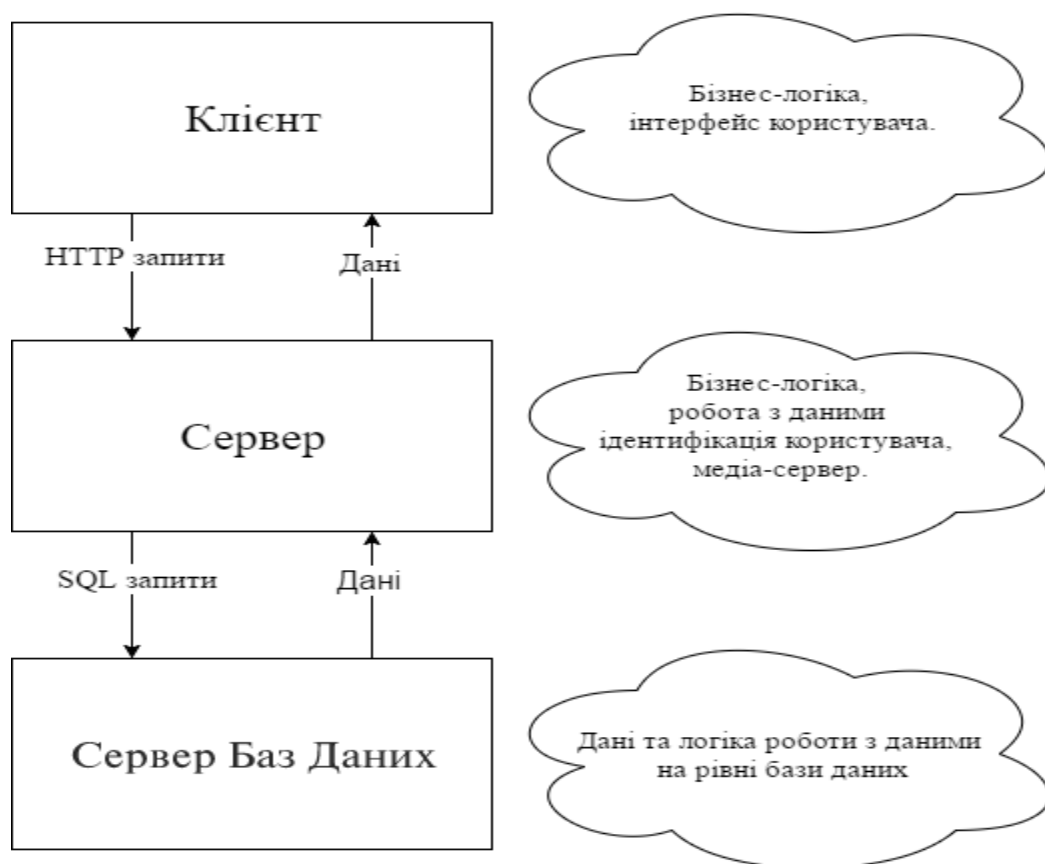 Клієнт
Бізнес-логіка,
інтерфейс користувача.
HTTP запити
Дані
Сервер
Бізнес-логіка,
робота з даними
ідентифікація користувача,
медіа-сервер.
SQL запити
Дані
Сервер Баз Даних
Дані та логіка роботи з даними
на рівні бази даних